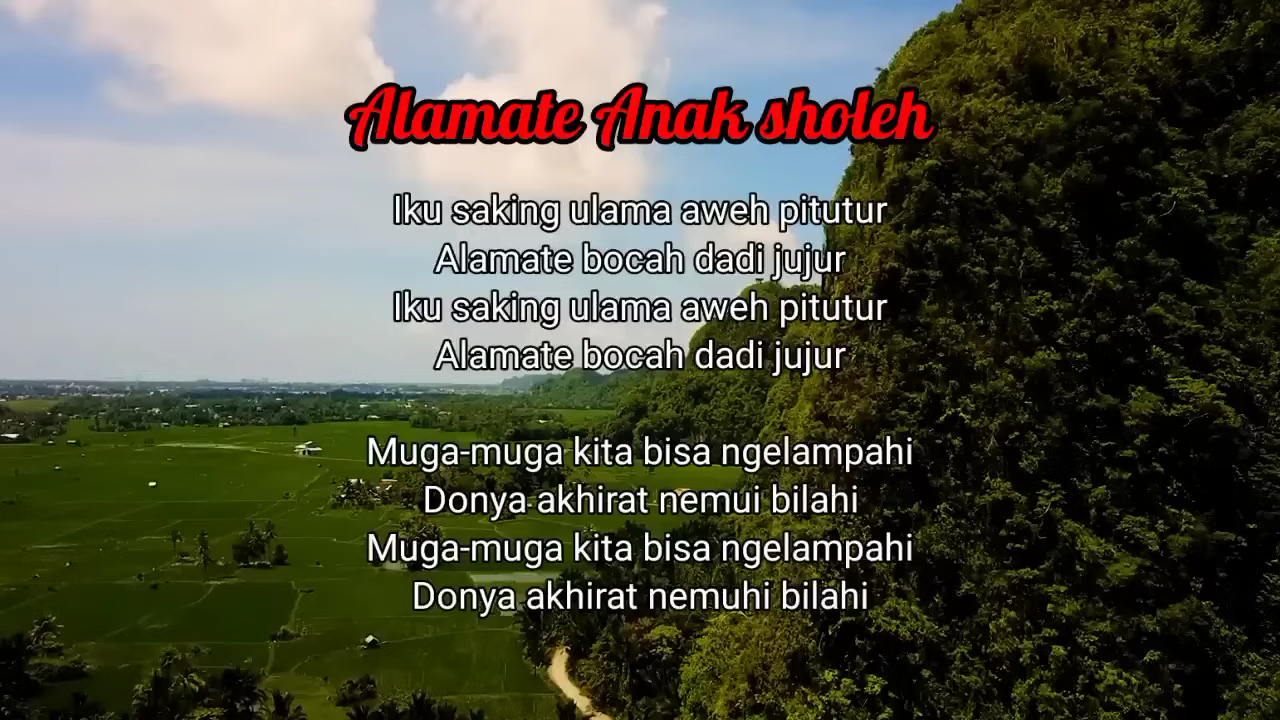 Alamate Anak sholeh
Iku saking ulama aweh pitutur
Alamate bocah dadi jujur
Iku saking ulama aweh pitutur
Alamate bocah dadi jujur
Muga-muga kita bisa ngelampahi
Donya akhirat nemui bilahi
Muga-muga kita bisa ngelampahi
Donya akhirat nemuhi bilahi